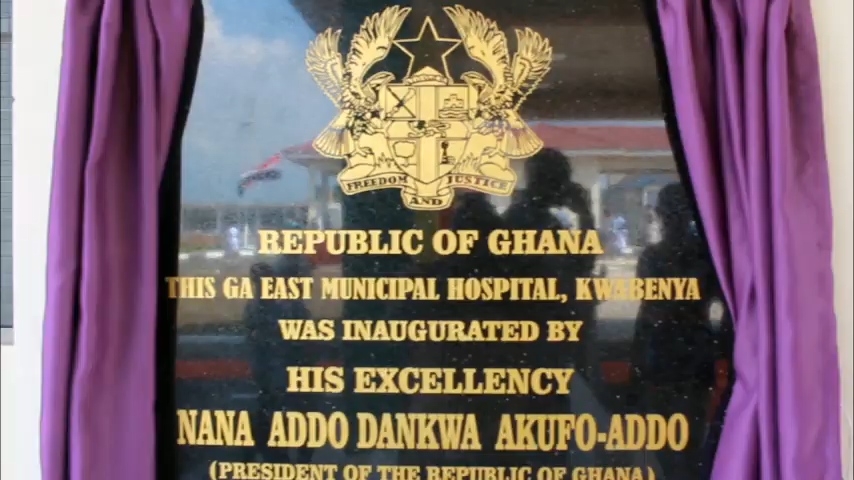 FREEDOM AND JUSTICE
REPUBLIC OF GHANA
THIS GA EAST MUNICIPAL HOSPITAL, KWABENYA
WAS INAUGURATED BY
HIS EXCELLENCY
NANA ADDO DANKWA AKUFO-ADDO
(PRESIDENT OF THE REPUBLIC OF GHANA)